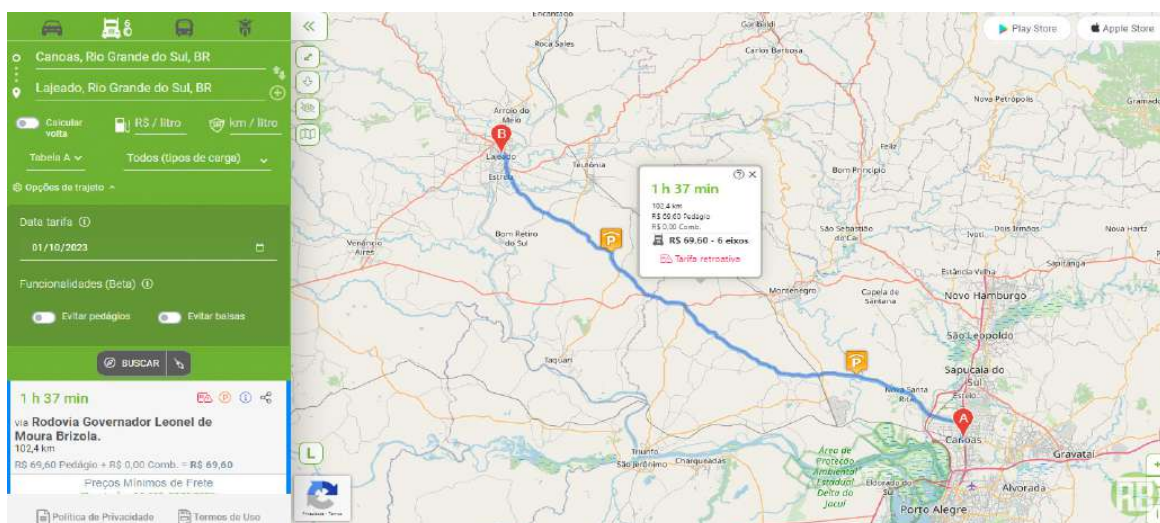 Canoas, Rio Grande do Sul, BR
Lajeado, Rio Grande do Sul, BR
Calcular volta
R$ / litro
km / litro
Tabela A
Todos (tipos de carga)
Opções de trajeto
Data tarifa
01/10/2023
Funcionalidades (Beta)
Evitar pedágios
Evitar balsas
BUSCAR
1 h 37 min
via Rodovia Governador Leonel de
Moura Brizola.
102,4 km
R$ 69,60 Pedágio + R$ 0,00 Comb. = R$ 69,60
Preços Mínimos de Frete
Política de Privacidade
Termos de Uso
Play Store
Apple Store
1 h 37 min
102,4 km
R$ 69,60 Pedágio
R$ 0,00 Comb.
R$ 69,60 - 6 eixos
Tarifa retroativa
Encantado
Roca Sales
Garibaldi
Carlos Barbosa
Nova Petrópolis
Gramado
Arroio do
Meio
B
Lajeado
Estrela
Teutônia
Feliz
Bom Princípio
Venâncio
Aires
Bom Retiro
do Sul
P
São Sebastião
do Caí
Ivoti
Dois Irmãos
Nova Hartz
Estância Velha
Sapiranga
Montenegro
Capela de
Santana
Novo Hamburgo
São Leopoldo
Taquari
P
Sapucaia do
Sul
Nova Santa
Rita
Esteio
A
Canoas
Gravataí
Triunfo
São Jerônimo
Charqueadas
Área de
Proteção
Ambiental
Estadual
Delta do
Jacuí
Eldorado do
Sul
Alvorada
Porto Alegre
L